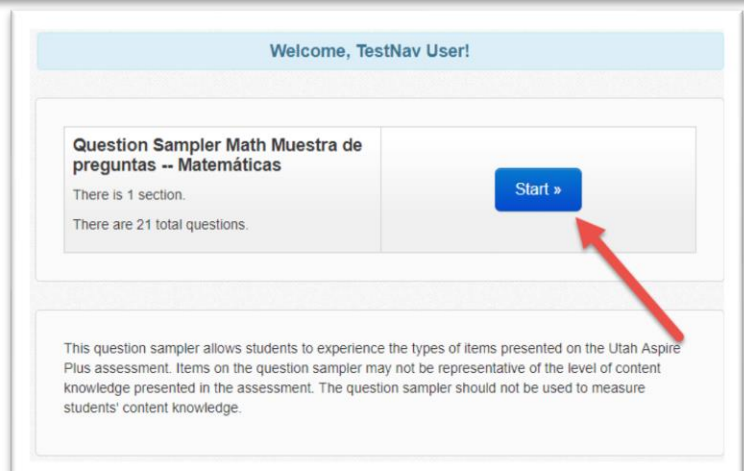 Welcome, TestNav User!
Question Sampler Math Muestra de
preguntas -- Matemáticas
There is 1 section.
There are 21 total questions.
Start »
This question sampler allows students to experience the types of items presented on the Utah Aspire
Plus assessment. Items on the question sampler may not be representative of the level of content
knowledge presented in the assessment. The question sampler should not be used to measure
students' content knowledge.